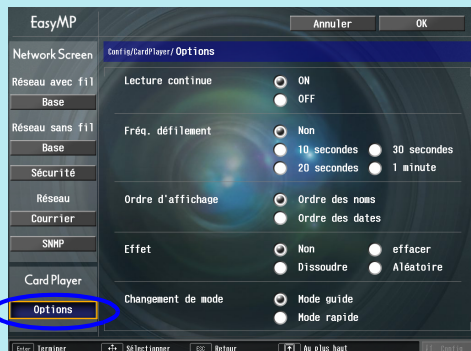 EasyMP
Annuler OK
Network Screen
Config/CardPlayer/Options
Réseau avec fil
Base
Réseau sans fil
Base
Sécurité
Réseau
Courrier
SNMP
Card Player
Options
Lecture continue ON
OFF
Fréq. défilement Non
10 secondes 30 secondes
20 secondes 1 minute
Ordre d'affichage Ordre des noms
Ordre des dates
Effet Non effacer
Dissoudre Aléatoire
Changement de mode Mode guide
Mode rapide
Enter Terminer Sélectionner ESC Retour Au plus haut